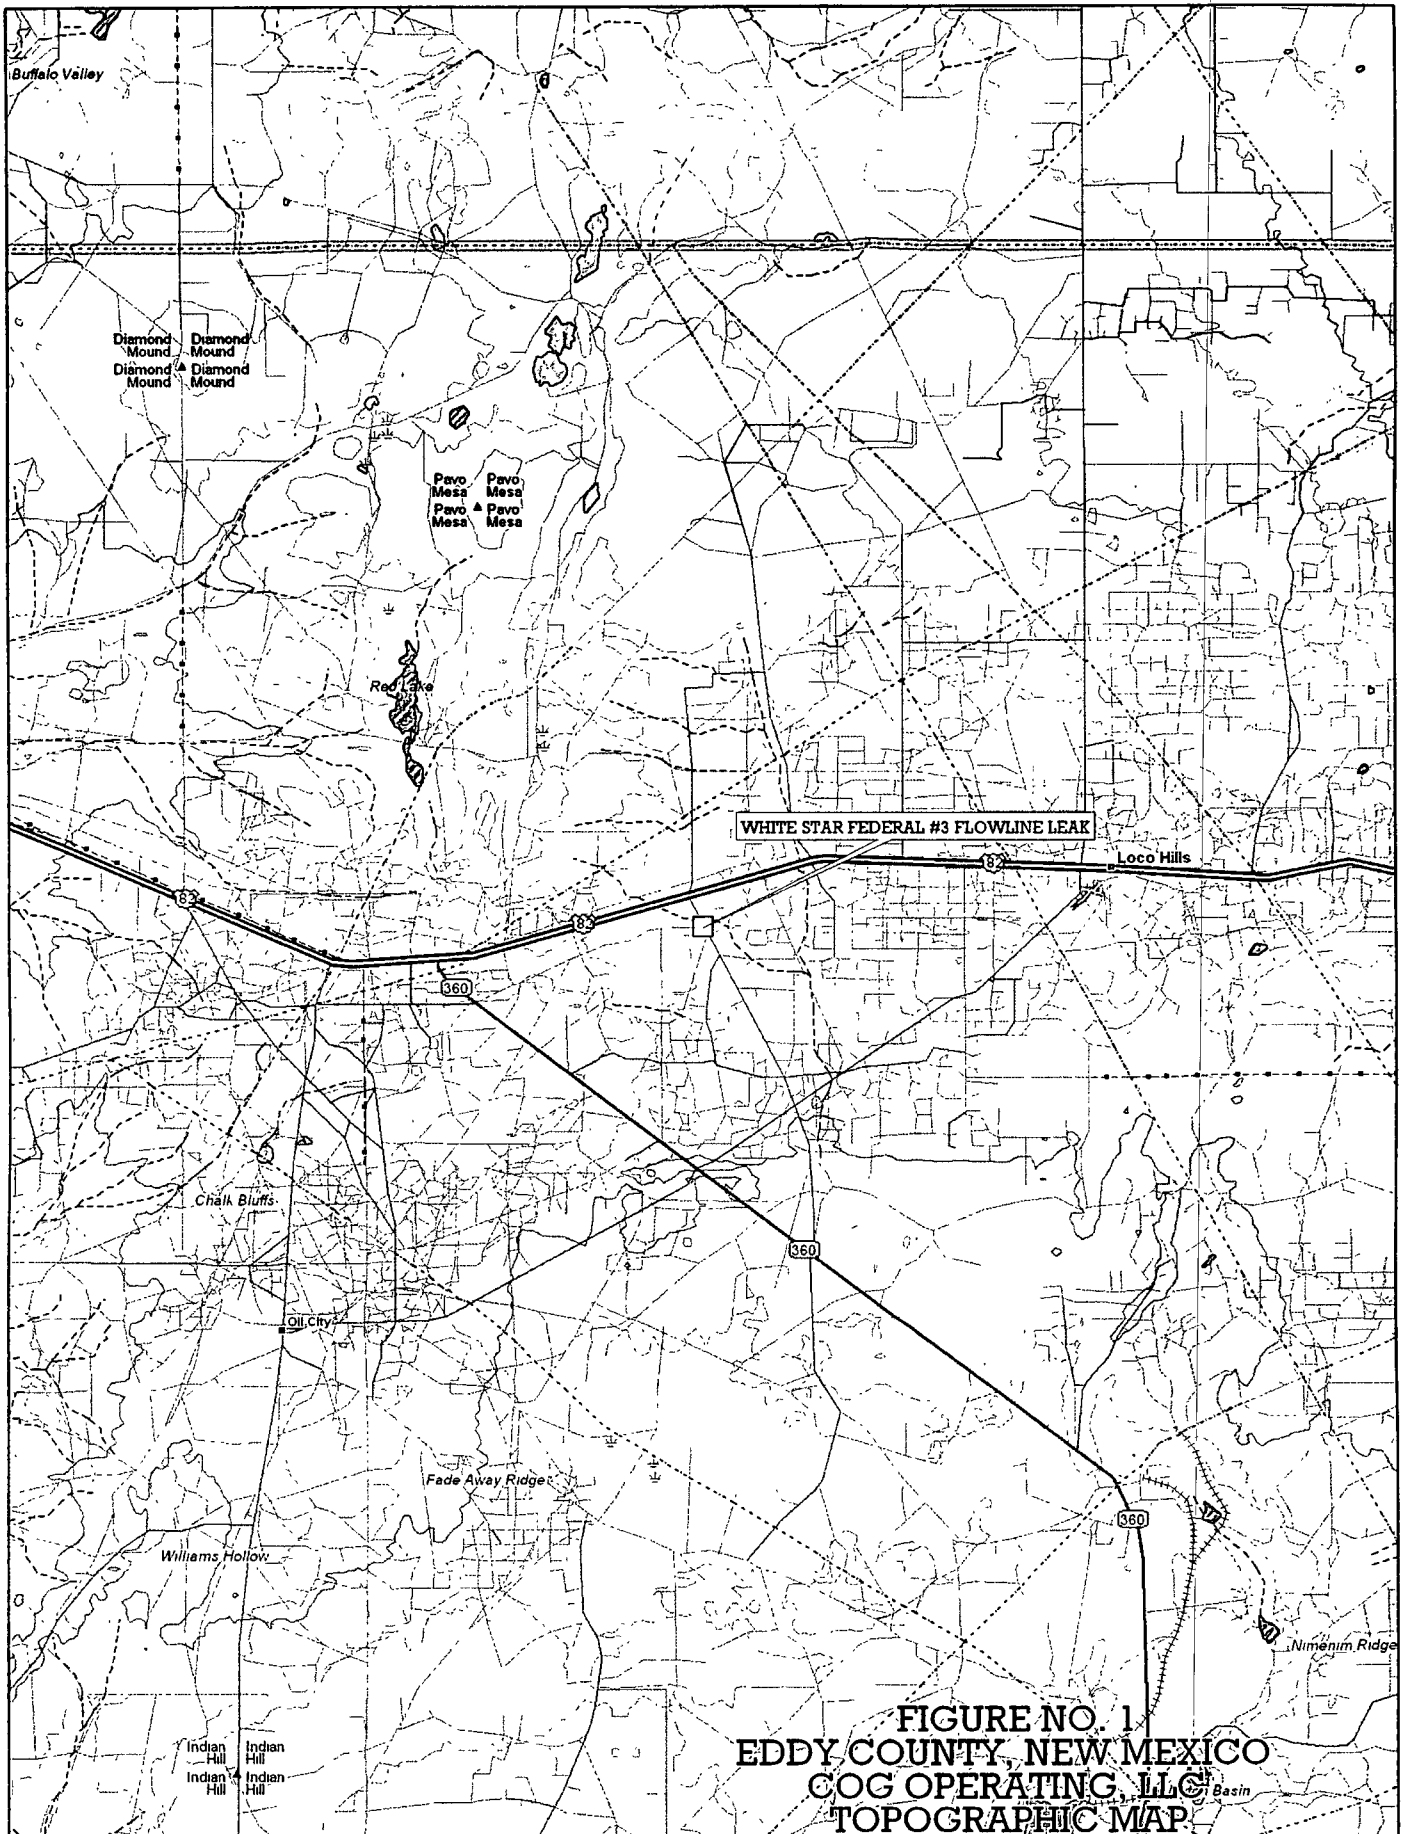 Buffalo Valley
Diamond Mound
Diamond Mound
Diamond Mound
Diamond Mound
Pavo Mesa
Pavo Mesa
Pavo Mesa
Pavo Mesa
Red Lake
WHITE STAR FEDERAL #3 FLOWLINE LEAK
82
Loco Hills
82
82
360
Chalk Bluffs
360
Oil City
Fade Away Ridge
360
Williams Hollow
Nimenim Ridge
Indian Hill
Indian Hill
Indian Hill
Indian Hill
FIGURE NO. 1
EDDY COUNTY, NEW MEXICO
COG OPERATING, LLC
Basin
TOPOGRAPHIC MAP